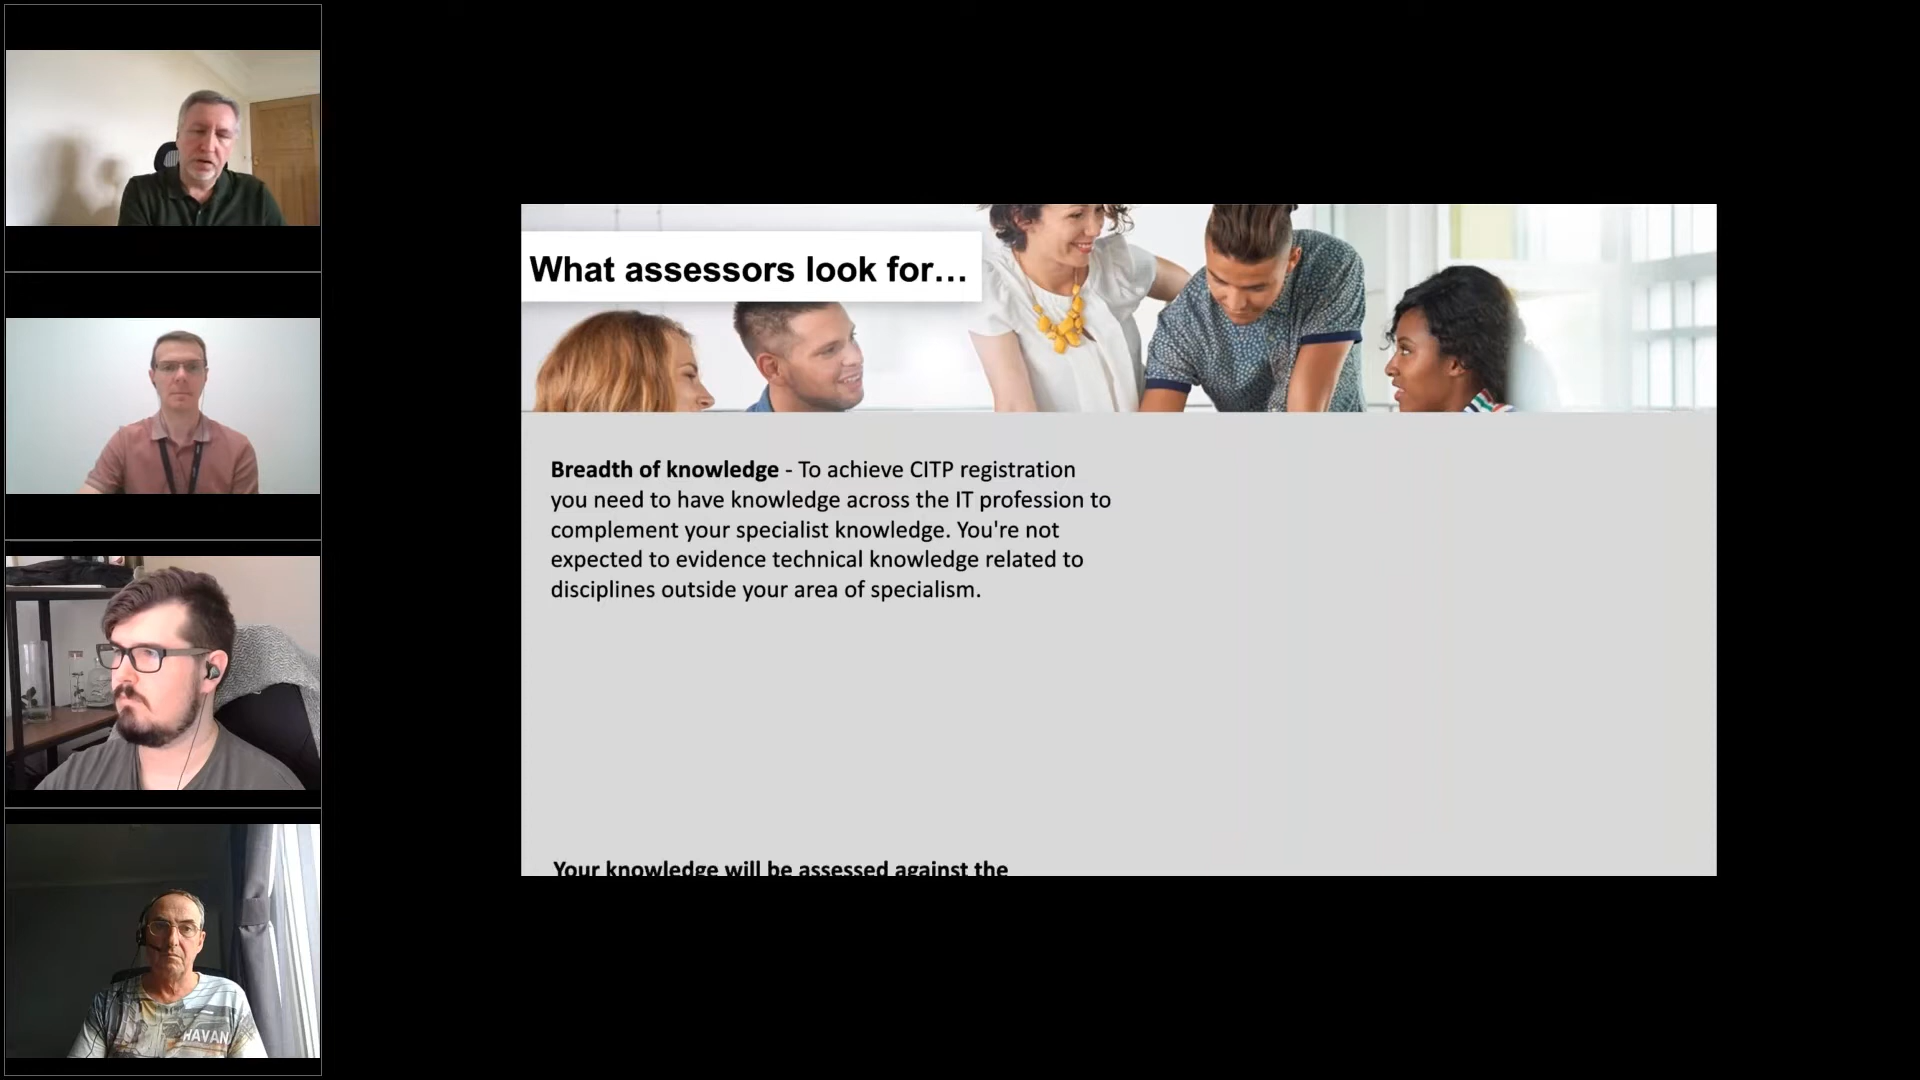 What assessors look for…
Breadth of knowledge - To achieve CITP registration
you need to have knowledge across the IT profession to
complement your specialist knowledge. You're not
expected to evidence technical knowledge related to
disciplines outside your area of specialism.
Your knowledge will be assessed against the
HAVAN